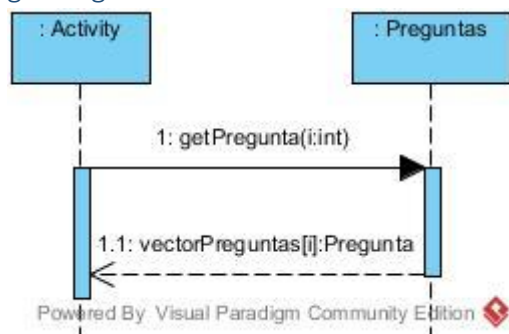 : Activity
: Preguntas
1: getPregunta(i:int)
1.1: vectorPreguntas[i]:Pregunta
Powered By Visual Paradigm Community Edition